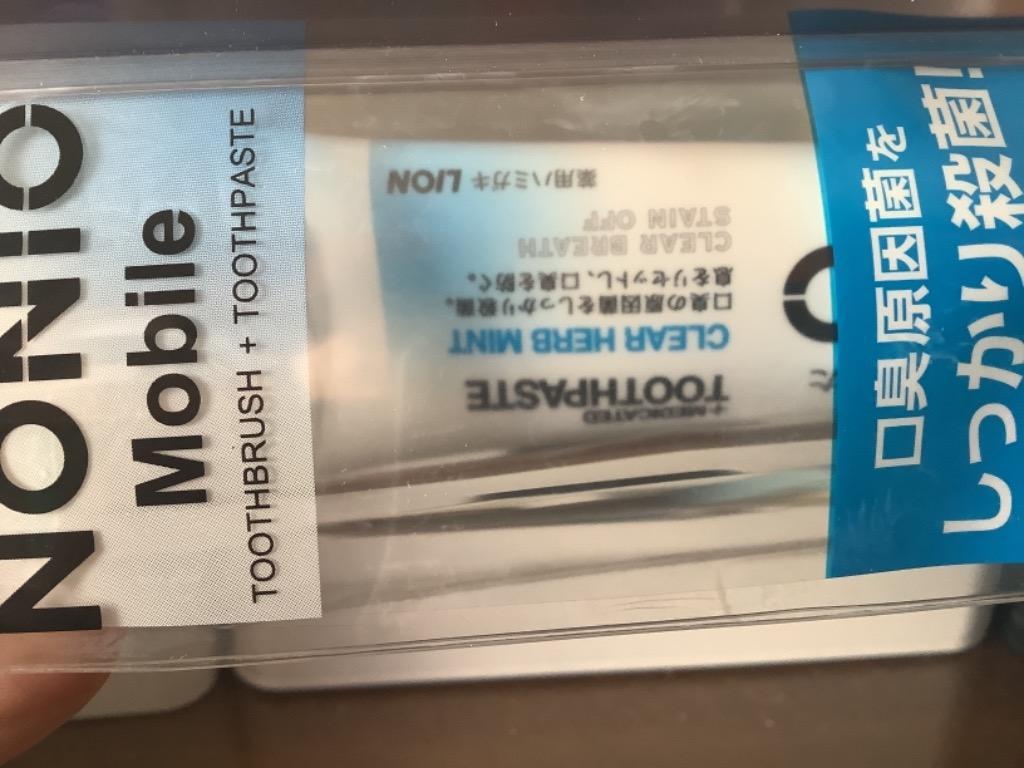 NONIO
Mobile
TOOTHBRUSH + TOOTHPASTE
+MEDICATED
TOOTHPASTE
CLEAR HERB MINT
口臭の原因菌をしっかり殺菌。
息をリセットし、口臭を防ぐ。
CLEAR BREATH
STAIN OFF
薬用ハミガキ LION
口臭原因菌を
しっかり殺菌!